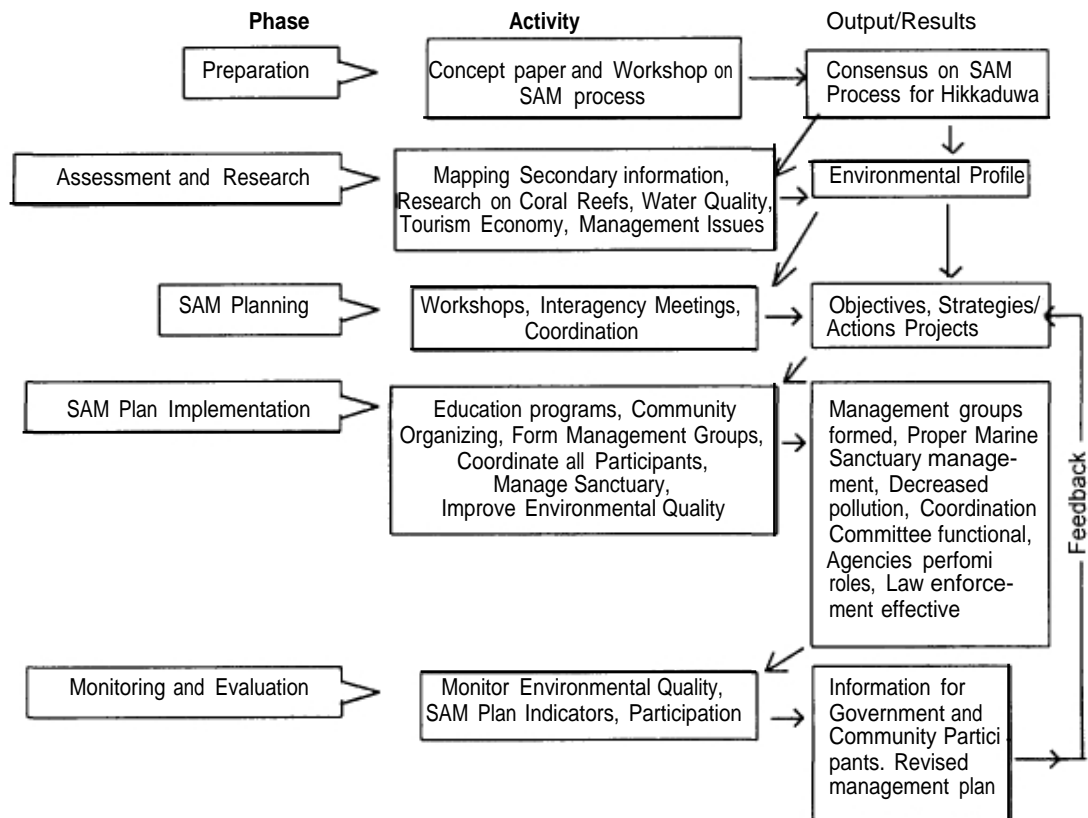 Phase
Activity
Output/Results
Preparation
Concept paper and Workshop on
SAM process
Consensus on SAM
Process for Hikkaduwa
Assessment and Research
Mapping Secondary information,
Research on Coral Reefs, Water Quality,
Tourism Economy, Management Issues
Environmental Profile
SAM Planning
Workshops, Interagency Meetings,
Coordination
Objectives, Strategies/
Actions Projects
SAM Plan Implementation
Education programs, Community
Organizing, Form Management Groups,
Coordinate all Participants,
Manage Sanctuary,
Improve Environmental Quality
Management groups
formed, Proper Marine
Sanctuary manage-
ment, Decreased
pollution, Coordination
Committee functional,
Agencies perfomi
roles, Law enforce-
ment effective
Feedback
Monitoring and Evaluation
Monitor Environmental Quality,
SAM Plan Indicators, Participation
Information for
Government and
Community Partici
pants. Revised
management plan